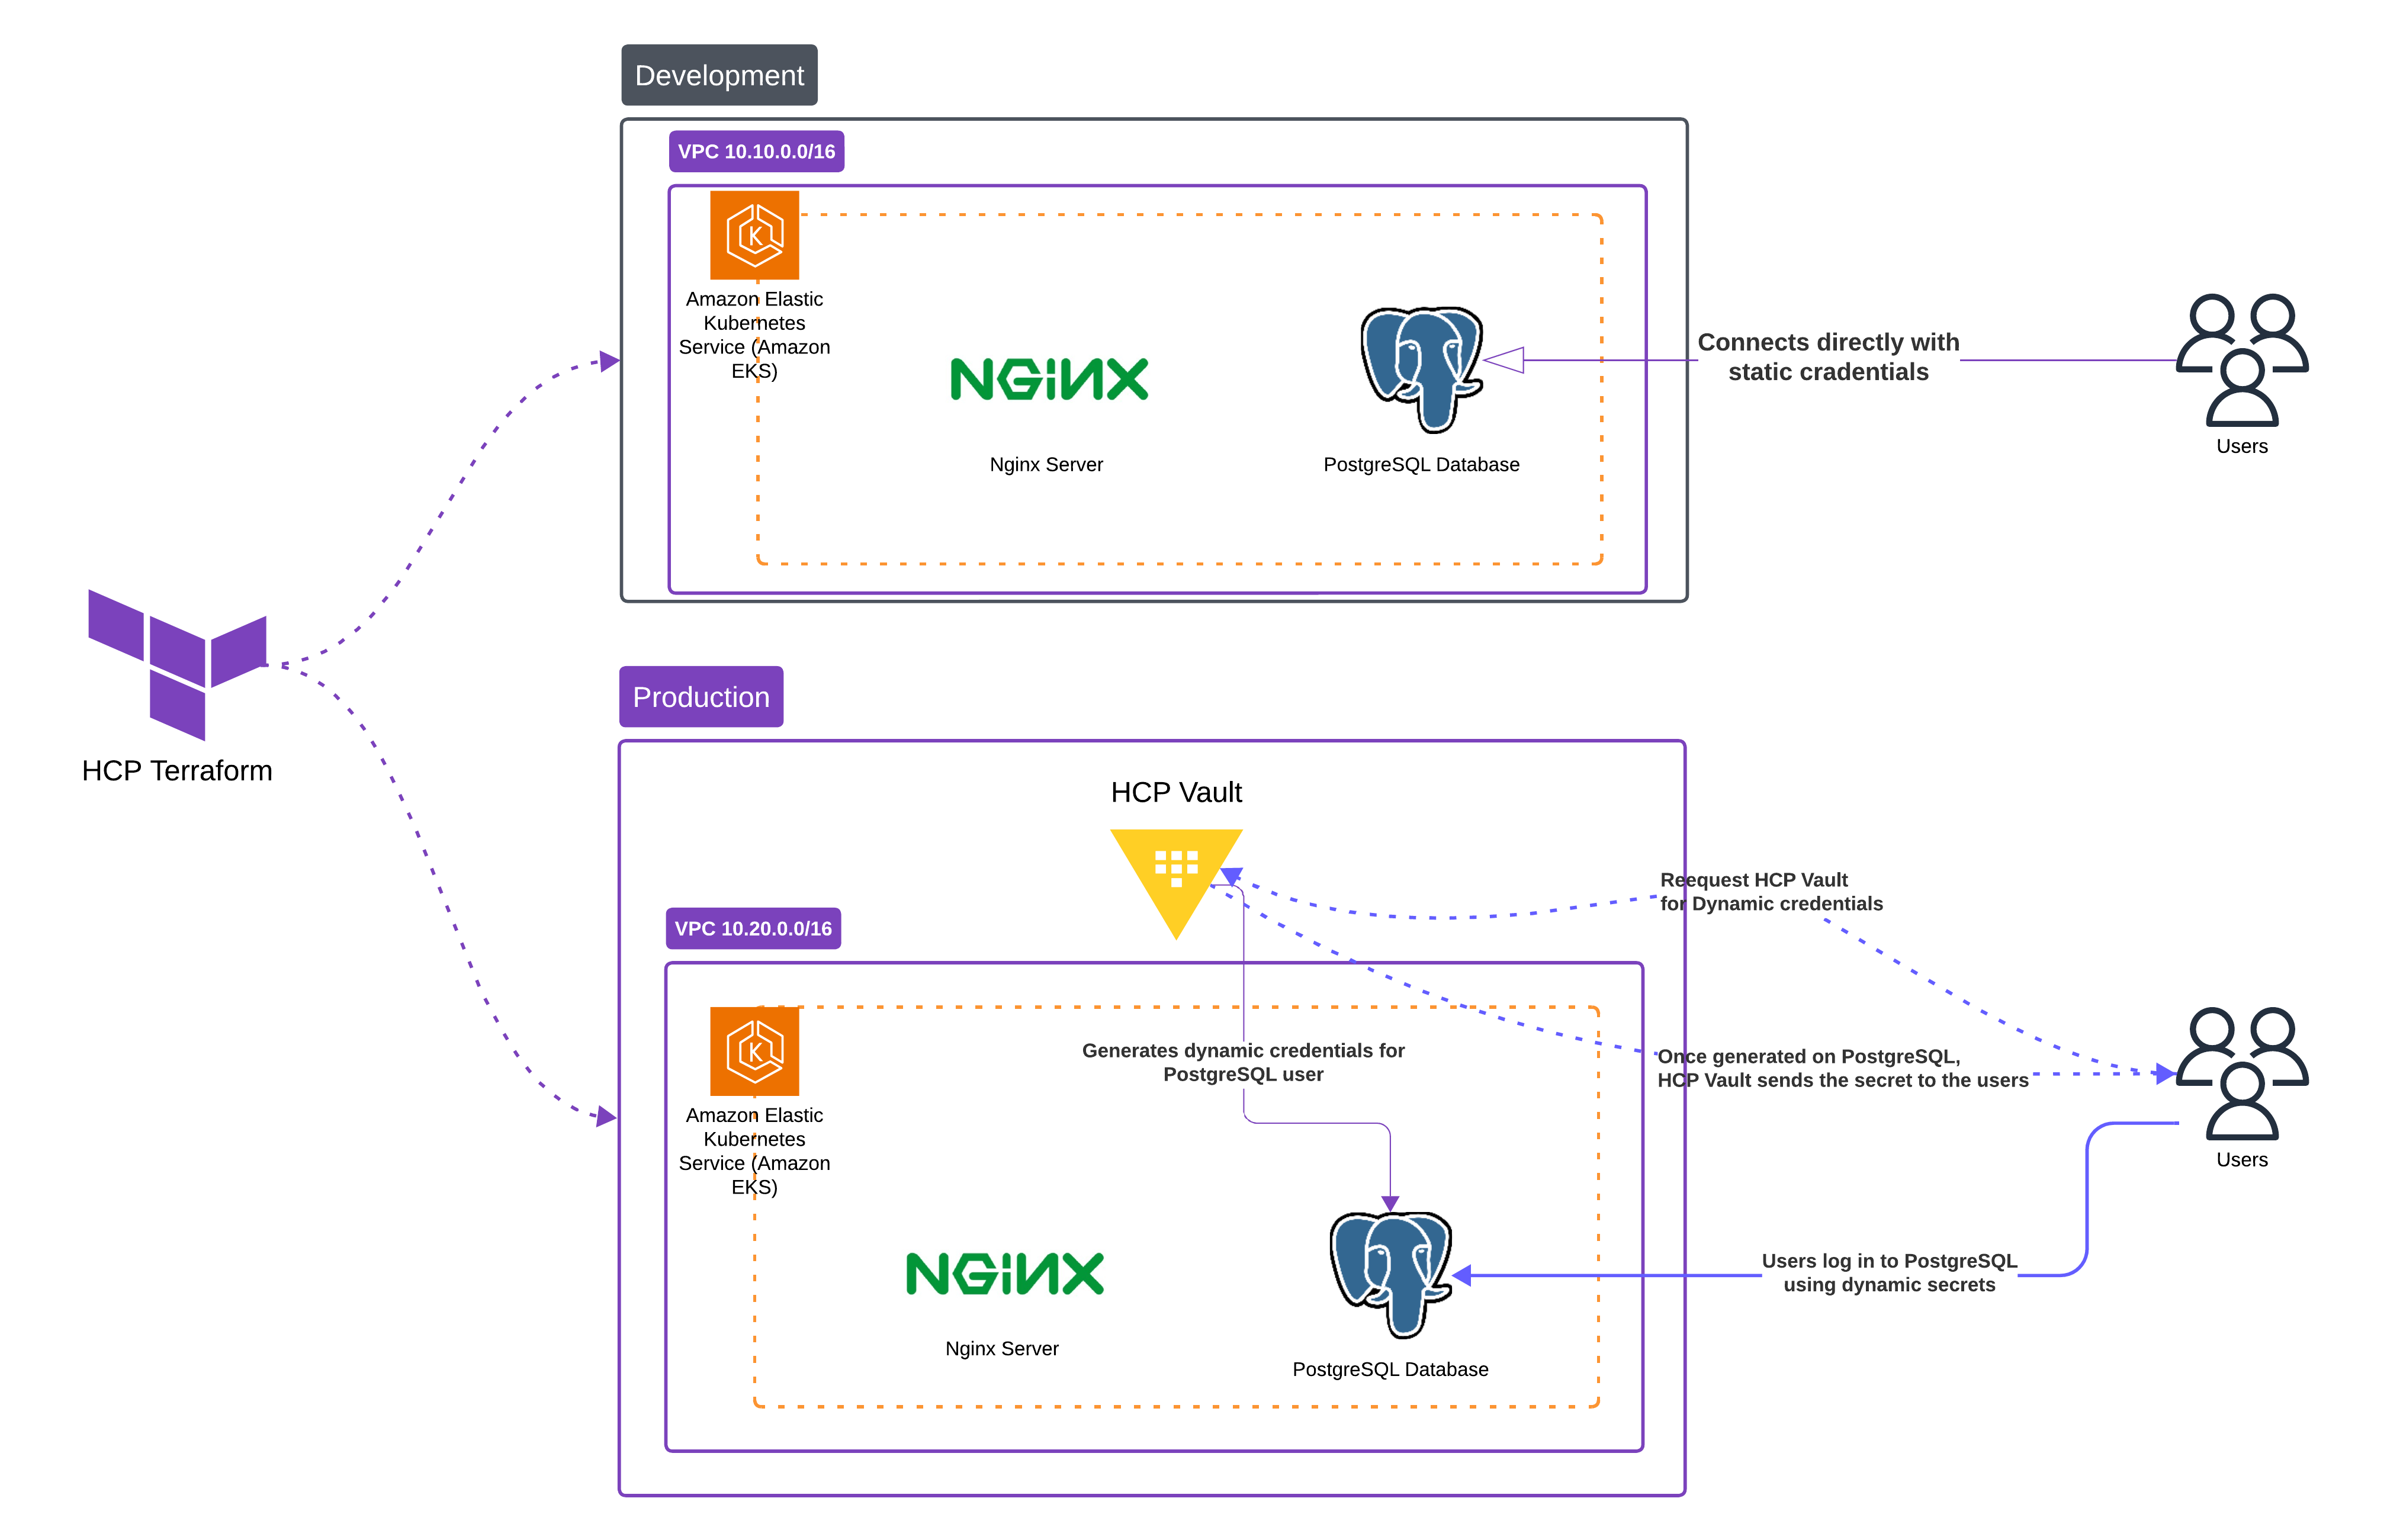 Development
VPC 10.10.0.0/16
Amazon Elastic
Kubernetes
Service (Amazon
EKS)
NGINX
Nginx Server
PostgreSQL Database
Connects directly with
static cradentials
Users
HCP Terraform
Production
HCP Vault
Reequest HCP Vault
for Dynamic credentials
VPC 10.20.0.0/16
Amazon Elastic
Kubernetes
Service (Amazon
EKS)
Generates dynamic credentials for
PostgreSQL user
Once generated on PostgreSQL,
HCP Vault sends the secret to the users
Users
NGINX
Nginx Server
PostgreSQL Database
Users log in to PostgreSQL
using dynamic secrets